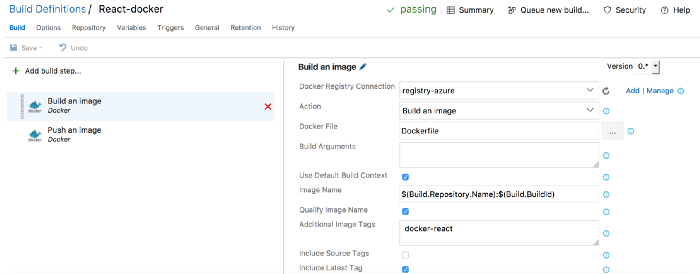 Build Definitions / React-docker
passing Summary Queue new build... Security Help
Build Options Repository Variables Triggers General Retention History
Save Undo
Add build step...
Build an image
Docker
Push an image
Docker
Build an image Version 0.*
Docker Registry Connection registry-azure Add | Manage
Action Build an image
Docker File Dockerfile ...
Build Arguments
Use Default Build Context
Image Name $(Build.Repository.Name):$(Build.BuildId)
Qualify Image Name
Additional Image Tags docker-react
Include Source Tags
Include Latest Tag